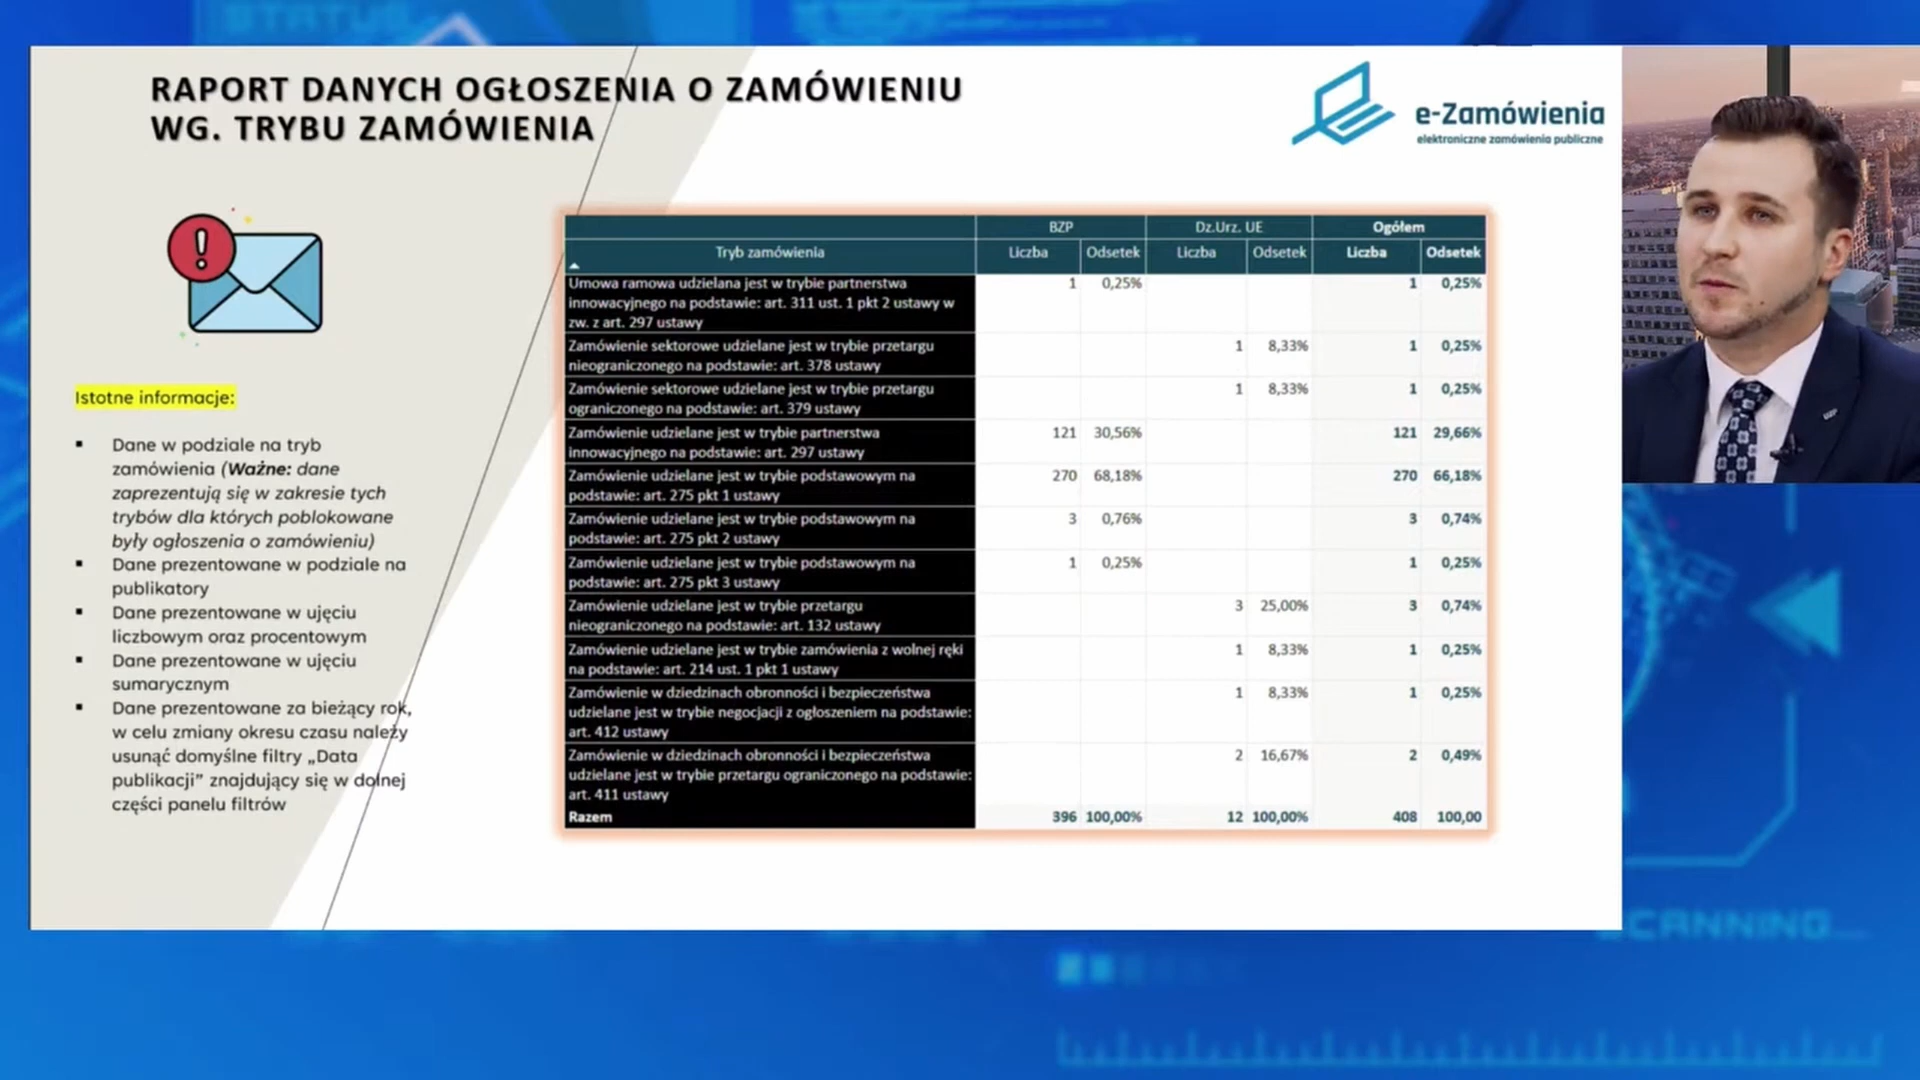 STATUS
RAPORT DANYCH OGŁOSZENIA O ZAMÓWIENIU
WG. TRYBU ZAMÓWIENIA
e-Zamówienia
elektroniczne zamówienia publiczne
Istotne informacje:
▪ Dane w podziale na tryb
zamówienia (Ważne: dane
zaprezentują się w zakresie tych
trybów dla których poblokowane
były ogłoszenia o zamówieniu)
▪ Dane prezentowane w podziale na
publikatory
▪ Dane prezentowane w ujęciu
liczbowym oraz procentowym
▪ Dane prezentowane w ujęciu
sumarycznym
▪ Dane prezentowane za bieżący rok,
w celu zmiany okresu czasu należy
usunąć domyślne filtry „Data
publikacji” znajdujący się w dolnej
części panelu filtrów
BZP Dz.Urz. UE Ogółem
Tryb zamówienia Liczba Odsetek Liczba Odsetek Liczba Odsetek
Umowa ramowa udzielana jest w trybie partnerstwa 1 0,25% 1 0,25%
innowacyjnego na podstawie: art. 311 ust. 1 pkt 2 ustawy w
zw. z art. 297 ustawy
Zamówienie sektorowe udzielane jest w trybie przetargu 1 8,33% 1 0,25%
nieograniczonego na podstawie: art. 378 ustawy
Zamówienie sektorowe udzielane jest w trybie przetargu 1 8,33% 1 0,25%
ograniczonego na podstawie: art. 379 ustawy
Zamówienie udzielane jest w trybie partnerstwa 121 30,56% 121 29,66%
innowacyjnego na podstawie: art. 297 ustawy
Zamówienie udzielane jest w trybie podstawowym na 270 68,18% 270 66,18%
podstawie: art. 275 pkt 1 ustawy
Zamówienie udzielane jest w trybie podstawowym na 3 0,76% 3 0,74%
podstawie: art. 275 pkt 2 ustawy
Zamówienie udzielane jest w trybie podstawowym na 1 0,25% 1 0,25%
podstawie: art. 275 pkt 3 ustawy
Zamówienie udzielane jest w trybie przetargu 3 25,00% 3 0,74%
nieograniczonego na podstawie: art. 132 ustawy
Zamówienie udzielane jest w trybie zamówienia z wolnej ręki 1 8,33% 1 0,25%
na podstawie: art. 214 ust. 1 pkt 1 ustawy
Zamówienie w dziedzinach obronności i bezpieczeństwa 1 8,33% 1 0,25%
udzielane jest w trybie negocjacji z ogłoszeniem na podstawie:
art. 412 ustawy
Zamówienie w dziedzinach obronności i bezpieczeństwa 2 16,67% 2 0,49%
udzielane jest w trybie przetargu ograniczonego na podstawie:
art. 411 ustawy
Razem 396 100,00% 12 100,00% 408 100,00
UZP
SCANNING...